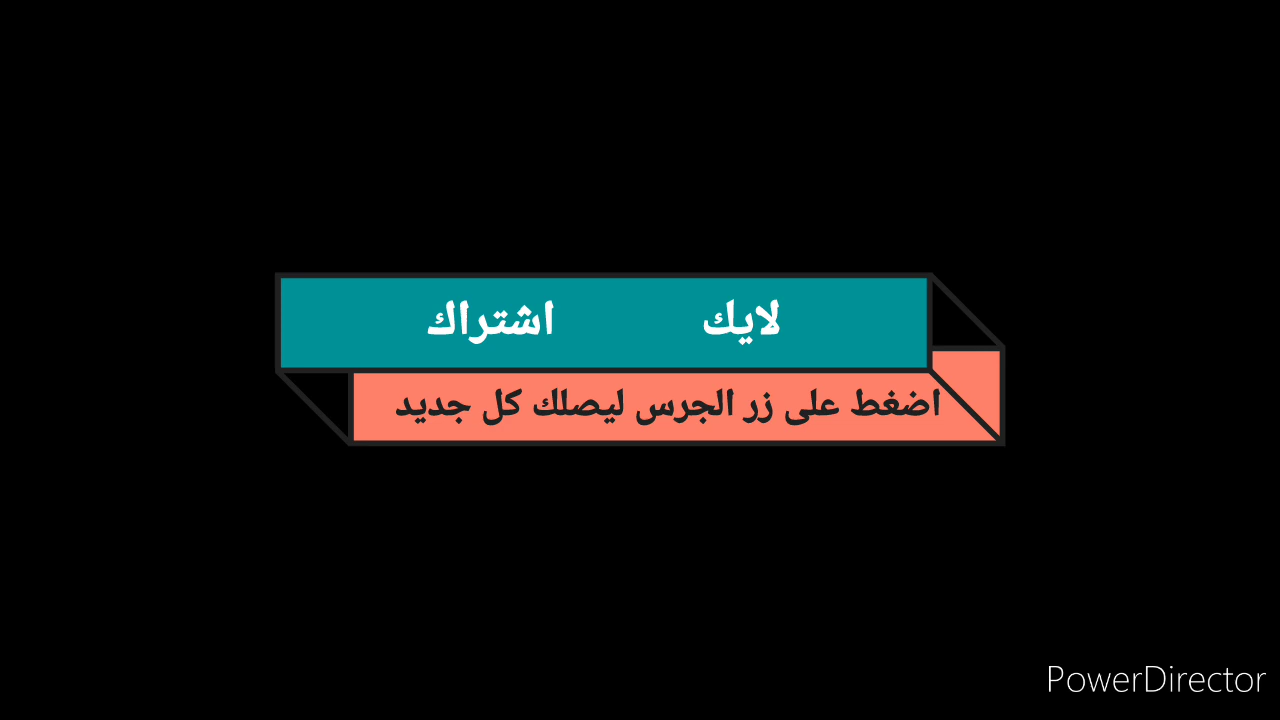 لايك اشتراك
اضغط على زر الجرس ليصلك كل جديد
PowerDirector